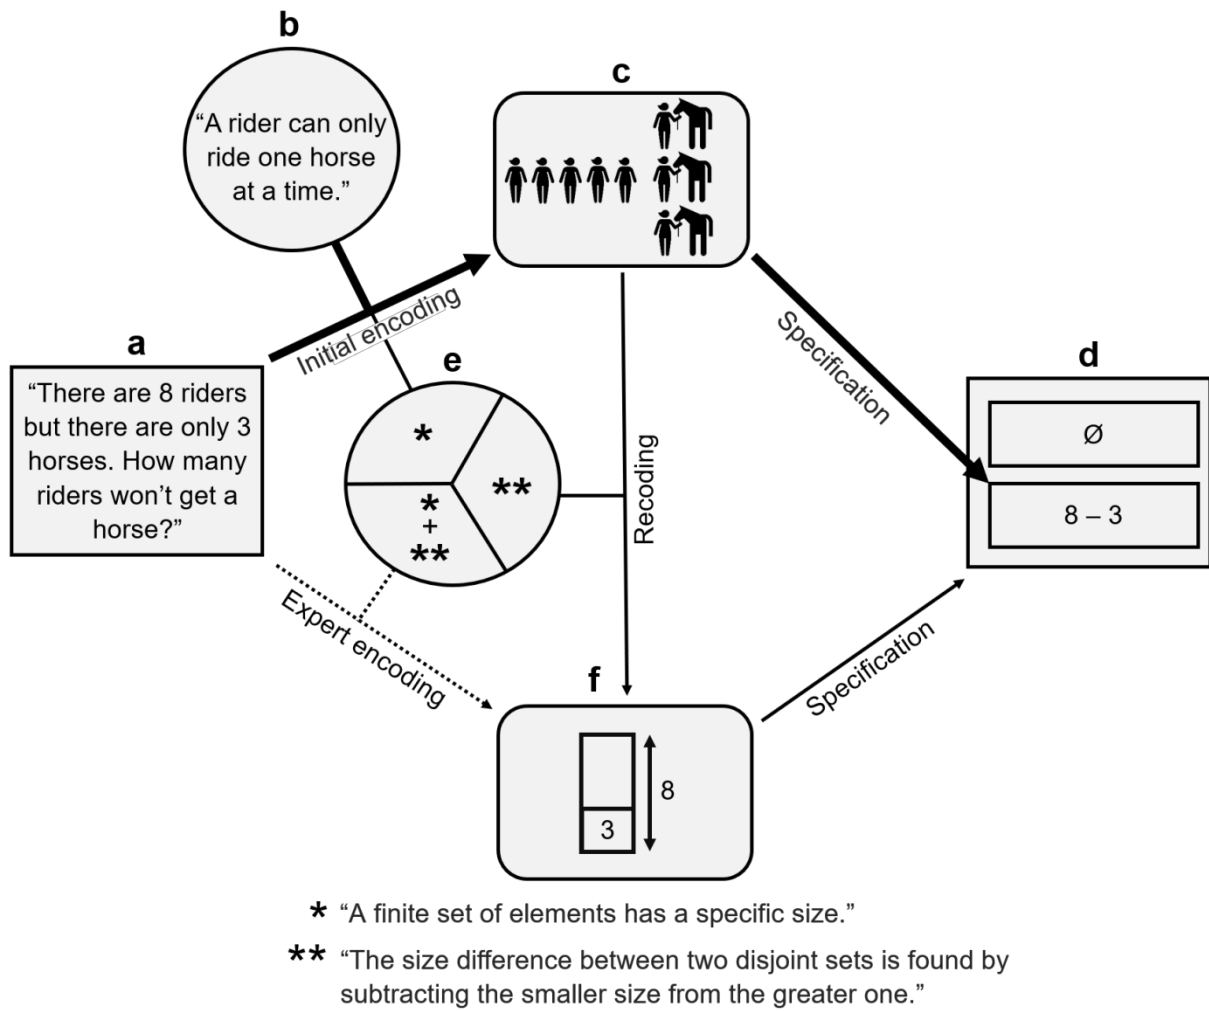 b
“A rider can only
ride one horse
at a time.”
c
Initial encoding
Specification
a
“There are 8 riders
but there are only 3
horses. How many
riders won’t get a
horse?”
e
*
**
*
+
**
Recoding
d
Ø
8 – 3
Expert encoding
Specification
f
8
3
* “A finite set of elements has a specific size.”
** “The size difference between two disjoint sets is found by
subtracting the smaller size from the greater one.”